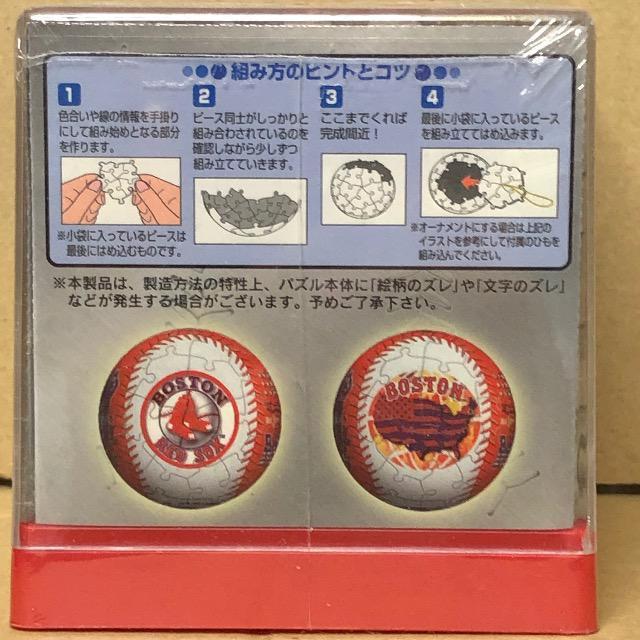 組み方のヒントとコツ
1
色合いや線の情報を手掛り
にして組み始めとなる部分
を作ります。
※小袋に入っているピースは
最後にはめ込むものです。
2
ピース同士がしっかりと
組み合わされているのを
確認しながら少しずつ
組み立てていきます。
3
ここまでくれば
完成間近!
4
最後に小袋に入っているピース
を組み立ててはめ込みます。
※オーナメントにする場合は上記の
イラストを参考にして付属のひもを
組み込んでください。
※本製品は、製造方法の特性上、パズル本体に「絵柄のズレ」や「文字のズレ」
などが発生する場合がございます。予めご了承下さい。
BOSTON
RED SOX
BOSTON